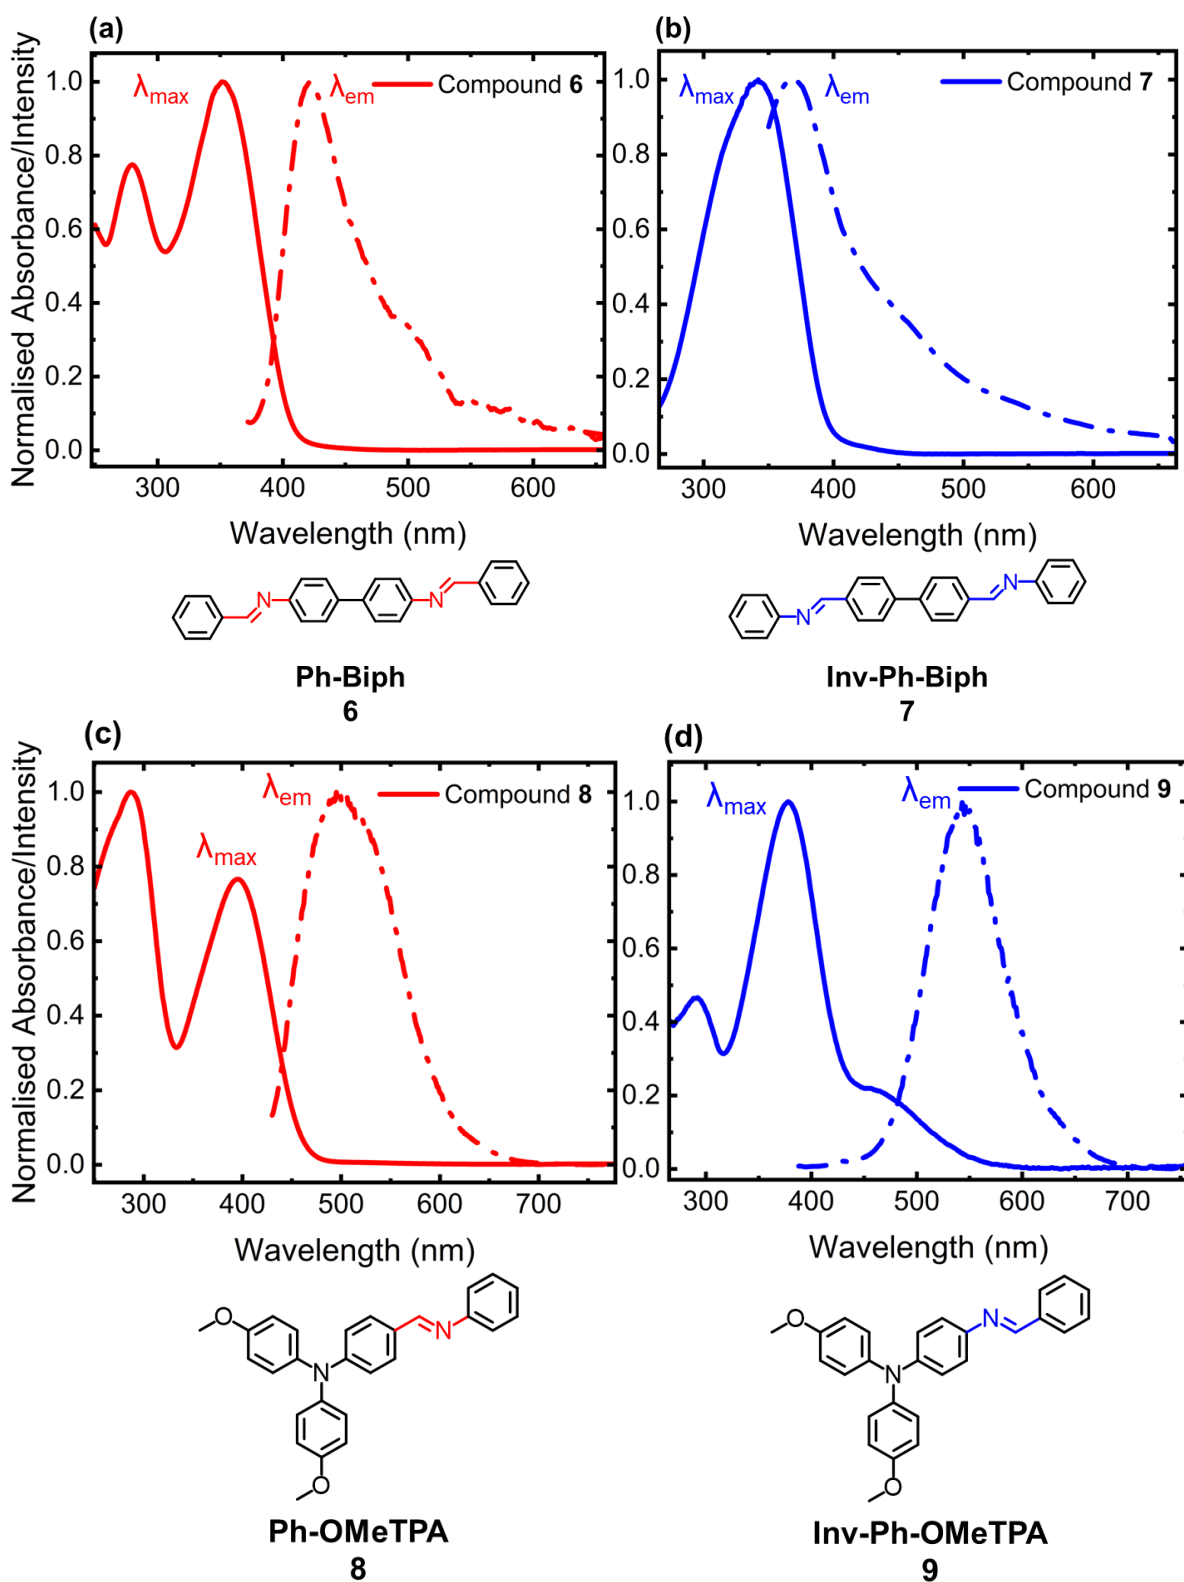 (a)
(b)
Normalised Absorbance/Intensity
1.0
0.8
0.6
0.4
0.2
0.0
λmax
λem
Compound 6
300 400 500 600
Wavelength (nm)
1.0
0.8
0.6
0.4
0.2
0.0
λmax
λem
Compound 7
300 400 500 600
Wavelength (nm)
N
N
Ph-Biph
6
N
N
Inv-Ph-Biph
7
(c)
(d)
Normalised Absorbance/Intensity
1.0
0.8
0.6
0.4
0.2
0.0
λem
λmax
Compound 8
300 400 500 600 700
Wavelength (nm)
1.0
0.8
0.6
0.4
0.2
0.0
λmax
λem
Compound 9
300 400 500 600 700
Wavelength (nm)
O
N
N
O
Ph-OMeTPA
8
O
N
N
O
Inv-Ph-OMeTPA
9